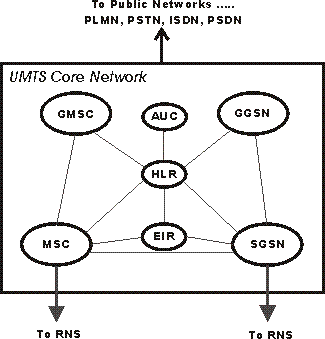 To Public Networks .....
PLMN, PSTN, ISDN, PSDN
UMTS Core Network
GMSC
AUC
GGSN
HLR
MSC
EIR
SGSN
To RNS
To RNS